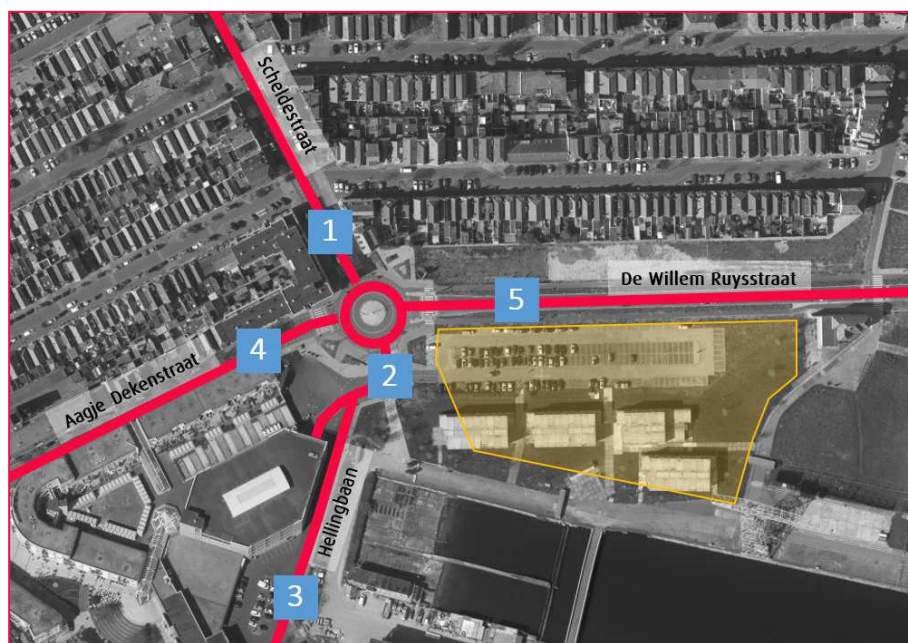 Scheldestraat
1
De Willem Ruysstraat
5
4
Aagje Dekenstraat
2
Hellingbaan
3